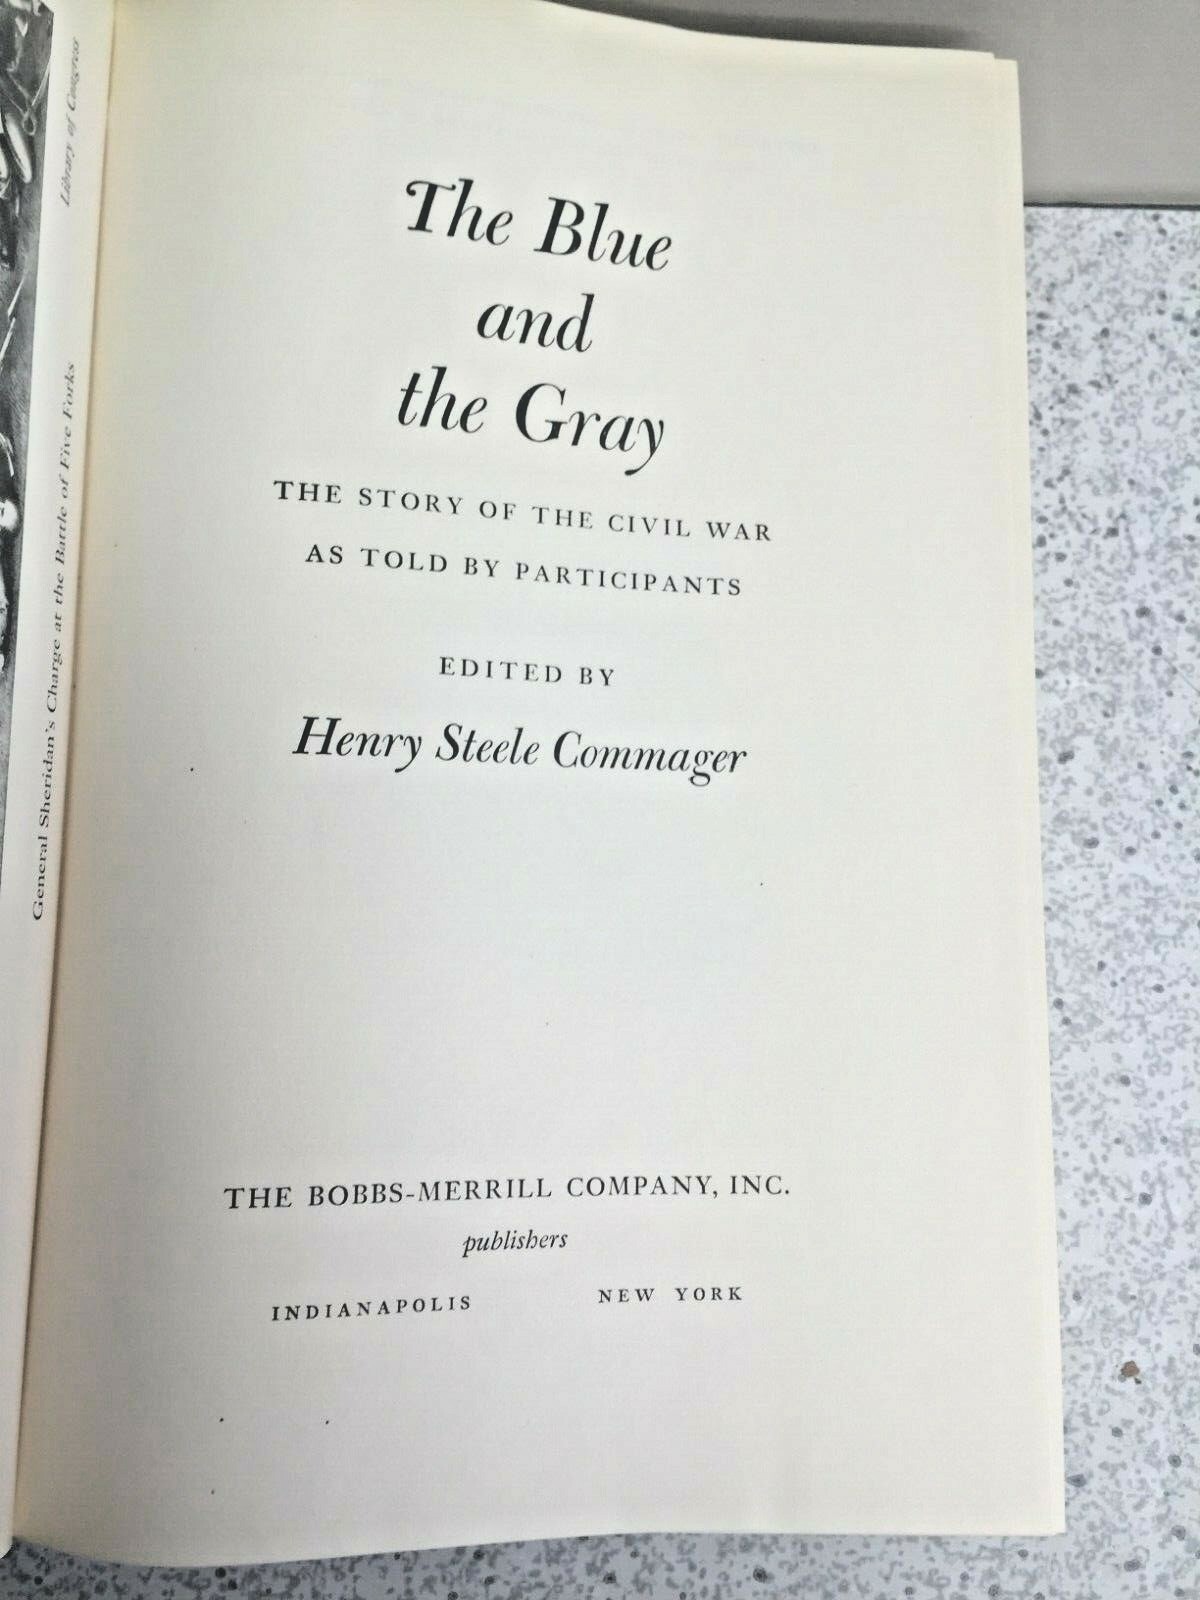 General Sheridan's Charge at the Battle of Five Forks
Library of Congress
The Blue
and
the Gray
THE STORY OF THE CIVIL WAR
AS TOLD BY PARTICIPANTS
EDITED BY
Henry Steele Commager
THE BOBBS-MERRILL COMPANY, INC.
publishers
INDIANAPOLIS NEW YORK